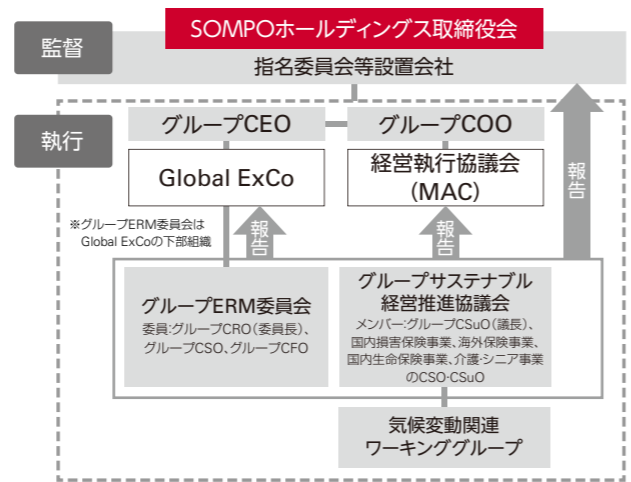 監督
SOMPOホールディングス取締役会
指名委員会等設置会社
執行
グループCEO
グループCOO
Global ExCo
経営執行協議会
(MAC)
報告
※グループERM委員会は
Global ExCoの下部組織
報告
報告
グループERM委員会
委員:グループCRO(委員長)、
グループCSO、グループCFO
グループサステナブル
経営推進協議会
メンバー:グループCSuO(議長)、
国内損害保険事業、海外保険事業、
国内生命保険事業、介護・シニア事業
のCSO・CSuO
気候変動関連
ワーキンググループ